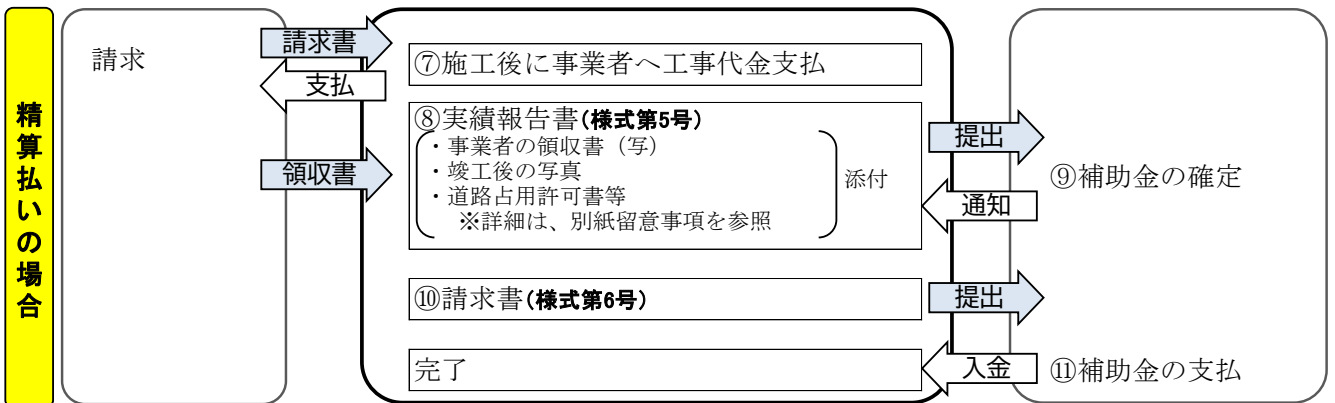 精算払いの場合
請求
請求書
支払
領収書
⑦施工後に事業者へ工事代金支払
⑧実績報告書(様式第5号)
・事業者の領収書（写）
・竣工後の写真
・道路占用許可書等
※詳細は、別紙留意事項を参照
添付
提出
通知
⑨補助金の確定
⑩請求書(様式第6号)
提出
完了
入金
⑪補助金の支払